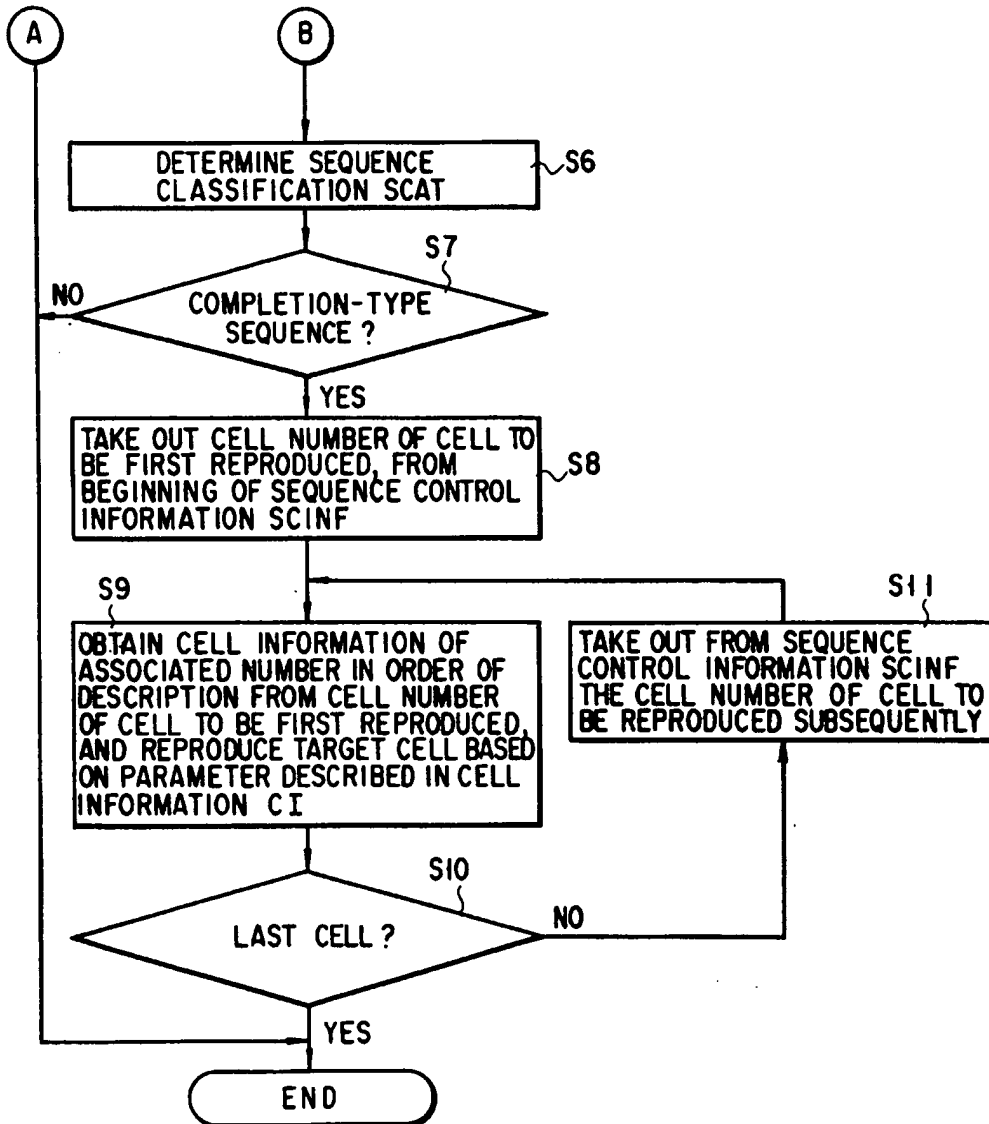 A
B
DETERMINE SEQUENCE
CLASSIFICATION SCAT
S6
S7
NO
COMPLETION-TYPE
SEQUENCE ?
YES
TAKE OUT CELL NUMBER OF CELL TO
BE FIRST REPRODUCED, FROM
BEGINNING OF SEQUENCE CONTROL
INFORMATION SCINF
S8
S9
OBTAIN CELL INFORMATION OF
ASSOCIATED NUMBER IN ORDER OF
DESCRIPTION FROM CELL NUMBER
OF CELL TO BE FIRST REPRODUCED,
AND REPRODUCE TARGET CELL BASED
ON PARAMETER DESCRIBED IN CELL
INFORMATION CI
S11
TAKE OUT FROM SEQUENCE
CONTROL INFORMATION SCINF
THE CELL NUMBER OF CELL TO
BE REPRODUCED SUBSEQUENTLY
S10
LAST CELL ?
NO
YES
END